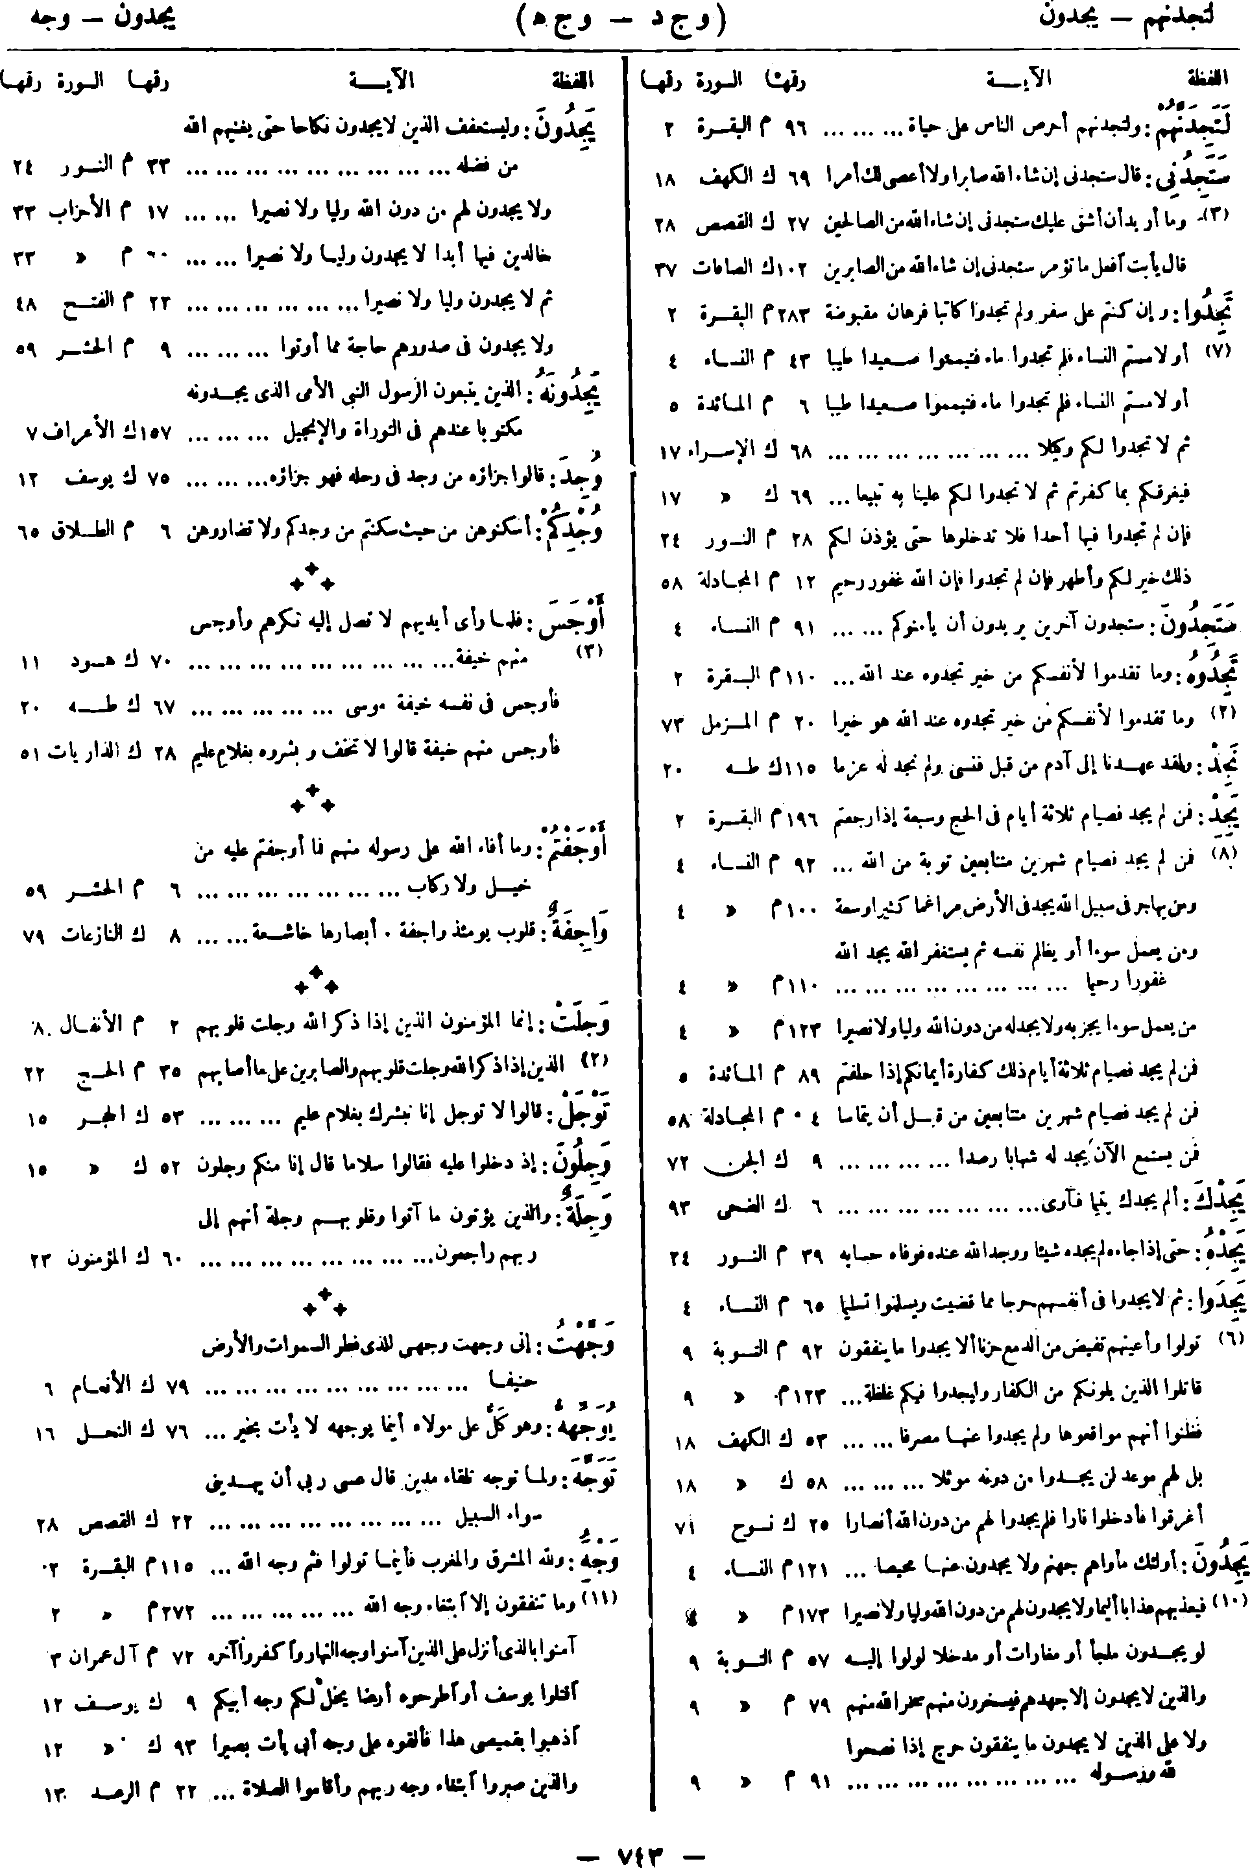 لتجدنهم — يجدون
(وج د — وج ه)
يجدون — وجه
اللفظة الآيـــة رقمها السورة رقمها
لَتَجِدَنَّهُمْ : ولتجدنهم أحرص الناس على حياة ... ... ... ٩٦ م البقرة ٢
سَتَجِدُنِي : قال ستجدنى إن شاء الله صابرا ولا أعصى لك أمرا ٦٩ ك الكهف ١٨
(٣) وما أريد أن أشق عليك ستجدنى إن شاء الله من الصالحين ٢٧ ك القصص ٢٨
قال يأبت آفعل ما تؤمر ستجدنى إن شاء الله من الصابرين ١٠٢ك الصافات ٣٧
تَجِدُوا : وإن كنتم على سفر ولم تجدوا كاتبا فرهان مقبوضة ٢٨٣م البقرة ٢
(٧) أو لامستم النساء فلم تجدوا ماء فتيمموا صعيدا طيبا ٤٣ م النساء ٤
أو لامستم النساء فلم تجدوا ماء فتيمموا صعيدا طيبا ٦ م المائدة ٥
ثم لا تجدوا لكم وكيلا ... ... ... ... ... ... ... ٦٨ ك الإسراء ١٧
فيغرقكم بما كفرتم ثم لا تجدوا لكم علينا به تبيعا ... ٦٩ ك « ١٧
فإن لم تجدوا فيها أحدا فلا تدخلوها حتى يؤذن لكم ٢٨ م النور ٢٤
ذلك خير لكم وأطهر فإن لم تجدوا فإن الله غفور رحيم ١٢ م المجادلة ٥٨
سَتَجِدُونَ : ستجدون آخرين يريدون أن يأمنوكم ... ... ٩١ م النساء ٤
تَجِدُوهُ : وما تقدموا لأنفسكم من خير تجدوه عند الله ... ١١٠م البقرة ٢
(٢) وما تقدموا لأنفسكم من خير تجدوه عند الله هو خيرا ٢٠ م المزمل ٧٣
نَجِدْ : ولقد عهدنا إلى آدم من قبل فنسى ولم نجد له عزما ١١٥ك طه ٢٠
يَجِدْ : فمن لم يجد فصيام ثلاثة أيام فى الحج وسبعة إذا رجعتم ١٩٦م البقرة ٢
(٨) فمن لم يجد فصيام شهرين متتابعين توبة من الله ... ٩٢ م النساء ٤
ومن يهاجر فى سبيل الله يجد فى الأرض مراغما كثيرا وسعة ١٠٠م « ٤
ومن يعمل سوءا أو يظلم نفسه ثم يستغفر الله يجد الله
غفورا رحيما ... ... ... ... ... ... ... ... ١١٠م « ٤
من يعمل سوءا يجز به ولا يجد له من دون الله وليا ولا نصيرا ١٢٣م « ٤
فمن لم يجد فصيام ثلاثة أيام ذلك كفارة أيمانكم إذا حلفتم ٨٩ م المائدة ٥
فمن لم يجد فصيام شهرين متتابعين من قبل أن يتماسا ٤ م المجادلة ٥٨
فمن يستمع الآن يجد له شهابا رصدا ... ... ... ... ٩ ك الجن ٧٢
يَجِدْكَ : ألم يجدك يتيما فآوى ... ... ... ... ... ... ... ٦ ك الضحى ٩٣
يَجِدْهُ : حتى إذا جاءه لم يجده شيئا ووجد الله عنده فوفاه حسابه ٣٩ م النور ٢٤
يَجِدُوا : ثم لا يجدوا فى أنفسهم حرجا مما قضيت ويسلموا تسليما ٦٥ م النساء ٤
(٦) تولوا وأعينهم تفيض من الدمع حزنا ألا يجدوا ما ينفقون ٩٢ م التوبة ٩
قاتلوا الذين يلونكم من الكفار وليجدوا فيكم غلظة ... ١٢٣م « ٩
فظنوا أنهم مواقعوها ولم يجدوا عنها مصرفا ... ... ٥٣ ك الكهف ١٨
بل لهم موعد لن يجدوا من دونه موئلا ... ... ... ٥٨ ك « ١٨
أغرقوا فأدخلوا نارا فلم يجدوا لهم من دون الله أنصارا ٢٥ ك نوح ٧١
يَجِدُونَ : أولئك مأواهم جهنم ولا يجدون عنها محيصا ... ١٢١م النساء ٤
(١٠) فيعذبهم عذابا أليما ولا يجدون لهم من دون الله وليا ولا نصيرا ١٧٣م « ٤
لو يجدون ملجأ أو مغارات أو مدخلا لولوا إليه ٥٧ م التوبة ٩
والذين لا يجدون إلا جهدهم فيسخرون منهم سخر الله منهم ٧٩ م « ٩
ولا على الذين لا يجدون ما ينفقون حرج إذا نصحوا
لله ورسوله ... ... ... ... ... ... ... ... ٩١ م « ٩
اللفظة الآيـــة رقمها السورة رقمها
يَجِدُونَ : وليستعفف الذين لا يجدون نكاحا حتى يغنيهم الله
من فضله ... ... ... ... ... ... ... ... ... ٣٣ م النور ٢٤
ولا يجدون لهم من دون الله وليا ولا نصيرا ... ... ١٧ م الأحزاب ٣٣
خالدين فيها أبدا لا يجدون وليا ولا نصيرا ... ... ٦٠ م « ٣٣
ثم لا يجدون وليا ولا نصيرا ... ... ... ... ... ... ٢٢ م الفتح ٤٨
ولا يجدون فى صدورهم حاجة مما أوتوا ... ... ... ٩ م الحشر ٥٩
يَجِدُونَهُ : الذين يتبعون الرسول النبى الأمى الذى يجدونه
مكتوبا عندهم فى التوراة والإنجيل ... ... ... ١٥٧ك الأعراف ٧
وُجِدَ : قالوا جزاؤه من وجد فى رحله فهو جزاؤه ... ... ... ٧٥ ك يوسف ١٢
وُجْدِكُمْ : أسكنوهن من حيث سكنتم من وجدكم ولا تضاروهن ٦ م الطلاق ٦٥
أَوْجَسَ : فلما رأى أيديهم لا تصل إليه نكرهم وأوجس
(٣) منهم خيفة ... ... ... ... ... ... ... ... ... ٧٠ ك هود ١١
فأوجس فى نفسه خيفة موسى ... ... ... ... ... ٦٧ ك طه ٢٠
فأوجس منهم خيفة قالوا لا تخف وبشروه بغلام عليم ٢٨ ك الذاريات ٥١
أَوْجَفْتُمْ : وما أفاء الله على رسوله منهم فما أوجفتم عليه من
خيل ولا ركاب ... ... ... ... ... ... ... ٦ م الحشر ٥٩
وَاجِفَةٌ : قلوب يومئذ واجفة ٠ أبصارها خاشعة ... ... ٨ ك النازعات ٧٩
وَجِلَتْ : إنما المؤمنون الذين إذا ذكر الله وجلت قلوبهم ٢ م الأنفال ٨
(٢) الذين إذا ذكر الله وجلت قلوبهم والصابرين على ما أصابهم ٣٥ م الحج ٢٢
تَوْجَلْ : قالوا لا توجل إنا نبشرك بغلام عليم ... ... ... ٥٣ ك الحجر ١٥
وَجِلُونَ : إذ دخلوا عليه فقالوا سلاما قال إنا منكم وجلون ٥٢ ك « ١٥
وَجِلَةٌ : والذين يؤتون ما آتوا وقلوبهم وجلة أنهم إلى
ربهم راجعون ... ... ... ... ... ... ... ... ٦٠ ك المؤمنون ٢٣
وَجَّهْتُ : إنى وجهت وجهى للذى فطر السموات والأرض
حنيفا ... ... ... ... ... ... ... ... ... ٧٩ ك الأنعام ٦
يُوَجِّهْهُ : وهو كَلٌّ على مولاه أينما يوجهه لا يأت بخير ... ٧٦ ك النحل ١٦
تَوَجَّهَ : ولما توجه تلقاء مدين قال عسى ربى أن يهدينى
سواء السبيل ... ... ... ... ... ... ... ... ٢٢ ك القصص ٢٨
وَجْهُ : ولله المشرق والمغرب فأينما تولوا فثم وجه الله ... ١١٥م البقرة ٢
(١١) وما تنفقون إلا آبتغاء وجه الله ... ... ... ... ... ٢٧٢م « ٢
آمنوا بالذى أنزل على الذين آمنوا وجه النهار وآكفروا آخره ٧٢ م آل عمران ٣
آقتلوا يوسف أو آطرحوه أرضا يخل لكم وجه أبيكم ٩ ك يوسف ١٢
آذهبوا بقميصى هذا فألقوه على وجه أبى يأت بصيرا ٩٣ ك « ١٢
والذين صبروا آبتغاء وجه ربهم وأقاموا الصلاة ... ٢٢ م الرعد ١٣
— ٧٤٣ —